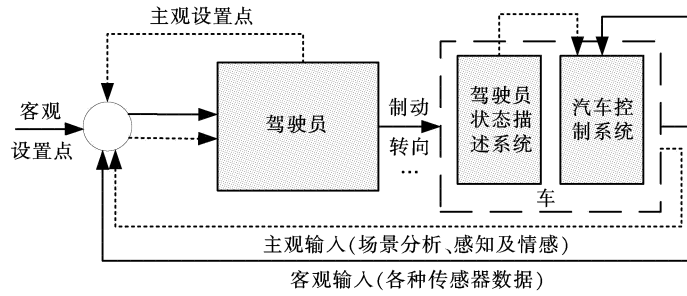 主观设置点
客观
设置点
驾驶员
制动
转向
...
驾驶员
状态描
述系统
汽车控
制系统
车
主观输入(场景分析、感知及情感)
客观输入(各种传感器数据)